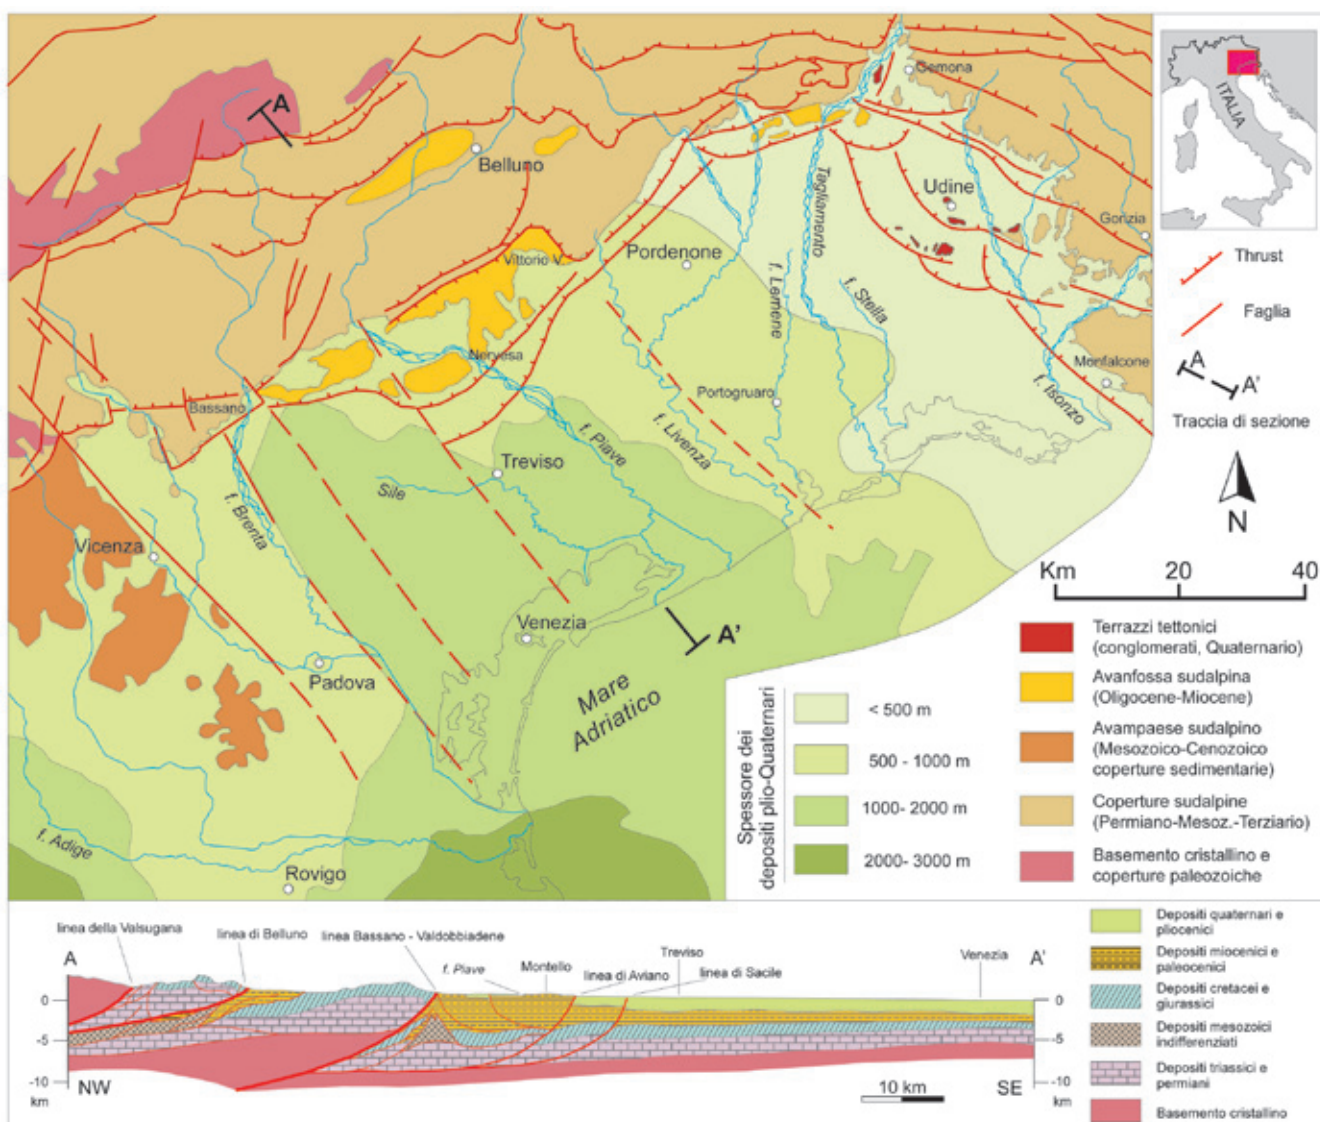 A
Belluno
Gemona
Udine
Gorizia
Tagliamento
Vittorio V.
Pordenone
f. Lemene
f. Stella
Nervesa
Monfalcone
Bassano
Portogruaro
f. Isonzo
f. Piave
f. Livenza
Treviso
Sile
f. Brenta
Vicenza
Venezia
A'
Padova
Mare
Adriatico
f. Adige
Rovigo
ITALIA
Thrust
Faglia
A
A'
Traccia di sezione
N
Km 20 40
Terrazzi tettonici
(conglomerati, Quaternario)
Avanfossa sudalpina
(Oligocene-Miocene)
Avampaese sudalpino
(Mesozoico-Cenozoico
coperture sedimentarie)
Coperture sudalpine
(Permiano-Mesoz.-Terziario)
Basemento cristallino e
coperture paleozoiche
Spessore dei
depositi plio-Quaternari
< 500 m
500 - 1000 m
1000- 2000 m
2000- 3000 m
linea della Valsugana
linea di Belluno
linea Bassano - Valdobbiadene
f. Piave
Montello
linea di Aviano
Treviso
linea di Sacile
Venezia
A
A'
0
-5
-10
km
NW
0
-5
-10
km
SE
10 km
Depositi quaternari e
pliocenici
Depositi miocenici e
paleocenici
Depositi cretacei e
giurassici
Depositi mesozoici
indifferenziati
Depositi triassici e
permiani
Basemento cristallino